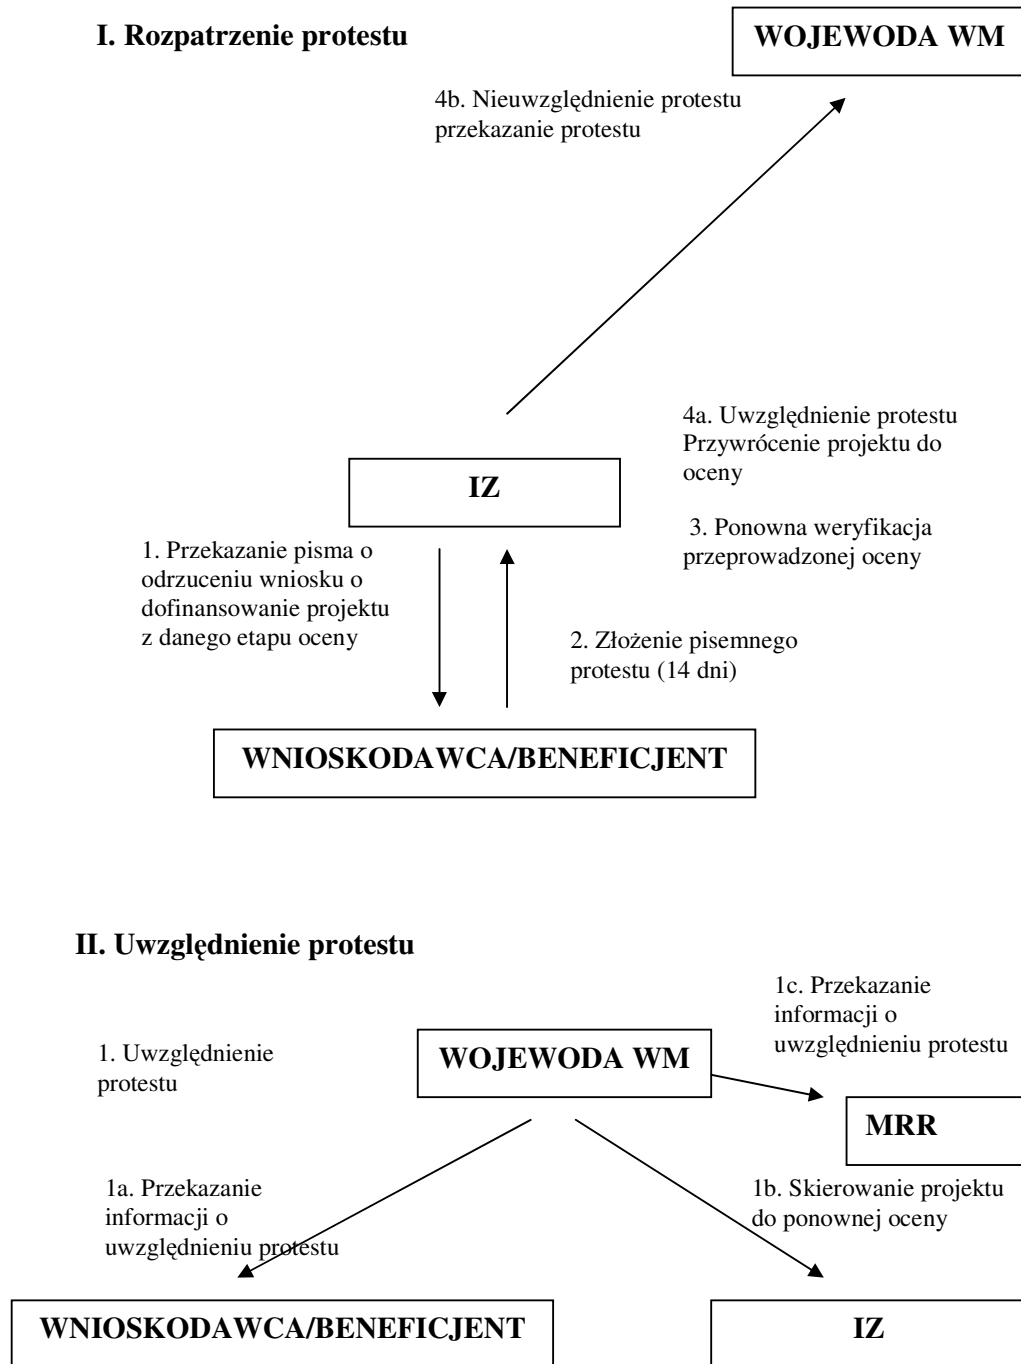 I. Rozpatrzenie protestu
WOJEWODA WM
4b. Nieuwzględnienie protestu
przekazanie protestu
4a. Uwzględnienie protestu
Przywrócenie projektu do
oceny
IZ
3. Ponowna weryfikacja
przeprowadzonej oceny
1. Przekazanie pisma o
odrzuceniu wniosku o
dofinansowanie projektu
z danego etapu oceny
2. Złożenie pisemnego
protestu (14 dni)
WNIOSKODAWCA/BENEFICJENT
II. Uwzględnienie protestu
1c. Przekazanie
informacji o
uwzględnieniu protestu
1. Uwzględnienie
protestu
WOJEWODA WM
MRR
1a. Przekazanie
informacji o
uwzględnieniu protestu
1b. Skierowanie projektu
do ponownej oceny
WNIOSKODAWCA/BENEFICJENT
IZ